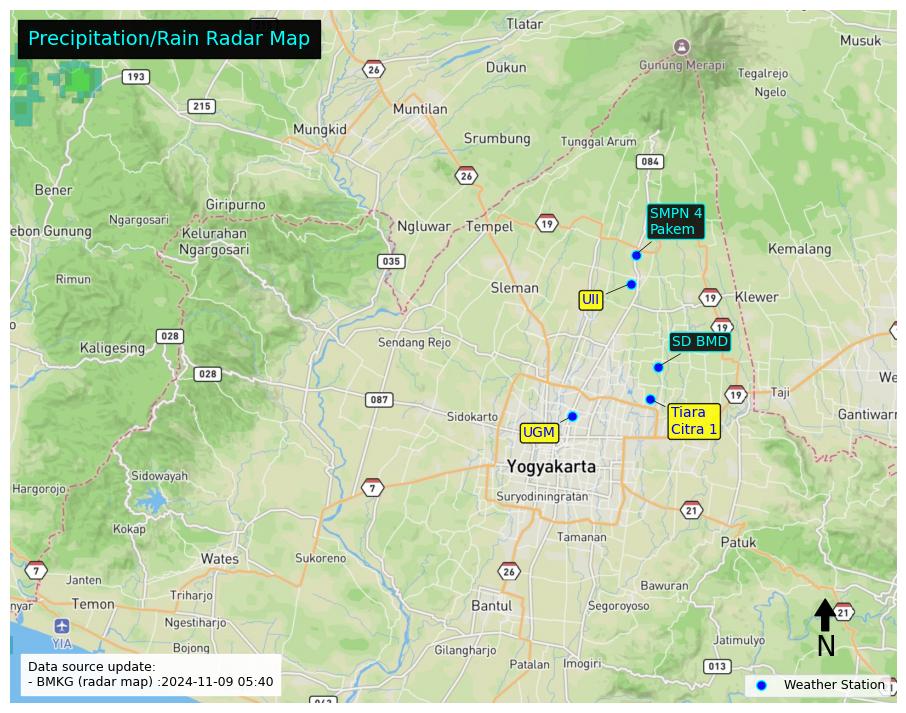 Precipitation/Rain Radar Map
Tlatar
Musuk
26
Dukun
Gunung Merapi
193
Tegalrejo
Ngelo
215
Muntilan
Mungkid
Srumbung
Tunggal Arum
084
26
Bener
Giripurno
Ngargosari
ebon Gunung
Kelurahan
Ngargosari
Ngluwar
Tempel
19
SMPN 4
Pakem
Kemalang
035
Rimun
Sleman
UII
19
Klewer
19
028
Kaligesing
Sendang Rejo
SD BMD
028
087
19
Taji
We
Sidokarto
Tiara
Citra 1
Gantiwarn
UGM
Yogyakarta
Sidowayah
Hargorojo
7
Suryodiningratan
Kokap
21
Tamanan
Patuk
Wates
Sukoreno
7
Janten
26
Bawuran
Triharjo
nyar
Temon
Bantul
Segoroyoso
21
Ngestiharjo
YIA
Bojong
Gilangharjo
Jatimulyo
N
Patalan
Imogiri
013
Data source update:
- BMKG (radar map) :2024-11-09 05:40
Weather Station